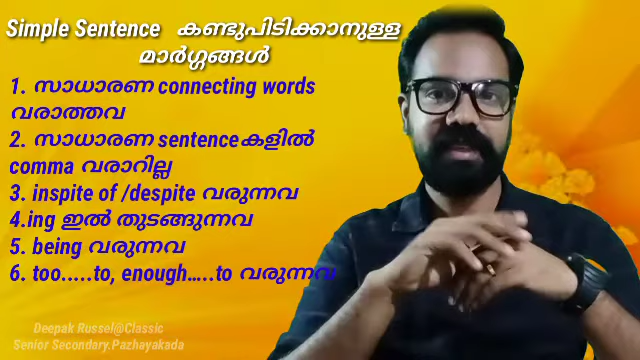 Simple Sentence കണ്ടുപിടിക്കാനുള്ള
മാർഗ്ഗങ്ങൾ
1. സാധാരണ connecting words
വരാത്തവ
2. സാധാരണ sentenceകളിൽ
comma വരാറില്ല
3. inspite of /despite വരുന്നവ
4.ing ഇൽ തുടങ്ങുന്നവ
5. being വരുന്നവ
6. too.....to, enough.....to വരുന്നവ
Deepak Russel@Classic
Senior Secondary.Pazhayakada